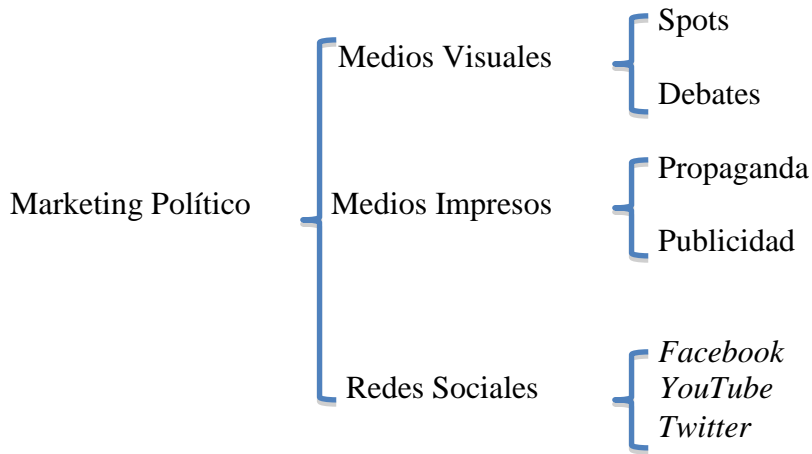 Marketing Político
Medios Visuales
Spots
Debates
Medios Impresos
Propaganda
Publicidad
Redes Sociales
Facebook
YouTube
Twitter